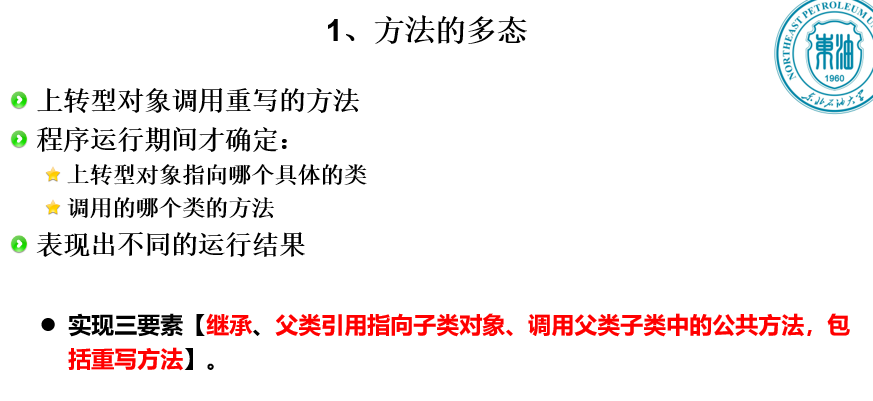 1、方法的多态
NORTHEAST PETROLEUM U
東油
1960
东北石油大学
上转型对象调用重写的方法
程序运行期间才确定：
上转型对象指向哪个具体的类
调用的哪个类的方法
表现出不同的运行结果
实现三要素【继承、父类引用指向子类对象、调用父类子类中的公共方法，包
括重写方法】。